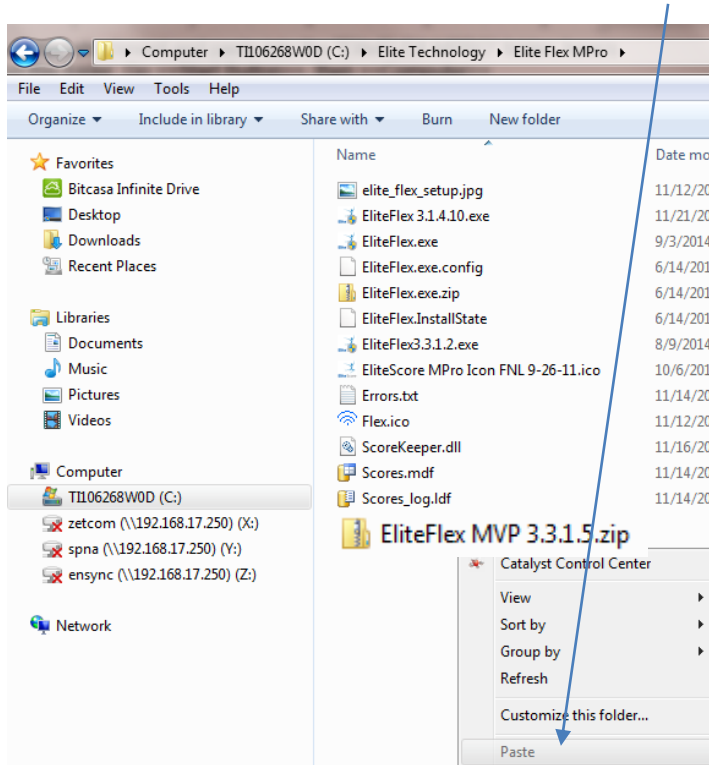 Computer TI106268W0D (C:) Elite Technology Elite Flex MPro
File Edit View Tools Help
Organize Include in library Share with Burn New folder
Favorites
Bitcasa Infinite Drive
Desktop
Downloads
Recent Places
Libraries
Documents
Music
Pictures
Videos
Computer
TI106268W0D (C:)
zetcom (\\192.168.17.250) (X:)
spna (\\192.168.17.250) (Y:)
ensync (\\192.168.17.250) (Z:)
Network
Name Date mo
elite_flex_setup.jpg 11/12/20
EliteFlex 3.1.4.10.exe 11/21/20
EliteFlex.exe 9/3/2014
EliteFlex.exe.config 6/14/201
EliteFlex.exe.zip 6/14/201
EliteFlex.InstallState 6/14/201
EliteFlex3.3.1.2.exe 8/9/2014
EliteScore MPro Icon FNL 9-26-11.ico 10/6/201
Errors.txt 11/14/20
Flex.ico 11/12/20
ScoreKeeper.dll 11/16/20
Scores.mdf 11/14/20
Scores_log.ldf 11/14/20
EliteFlex MVP 3.3.1.5.zip
Catalyst Control Center
View
Sort by
Group by
Refresh
Customize this folder...
Paste